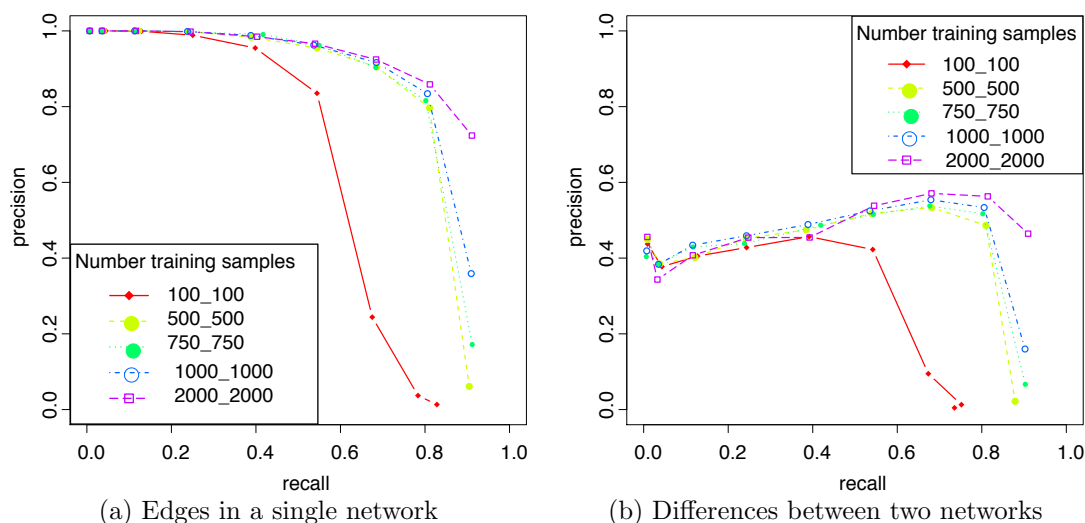 precision
1.0
0.8
0.6
0.4
0.2
0.0
Number training samples
100_100
500_500
750_750
1000_1000
2000_2000
0.0 0.2 0.4 0.6 0.8 1.0
recall
(a) Edges in a single network
precision
1.0
0.8
0.6
0.4
0.2
0.0
Number training samples
100_100
500_500
750_750
1000_1000
2000_2000
0.0 0.2 0.4 0.6 0.8 1.0
recall
(b) Differences between two networks